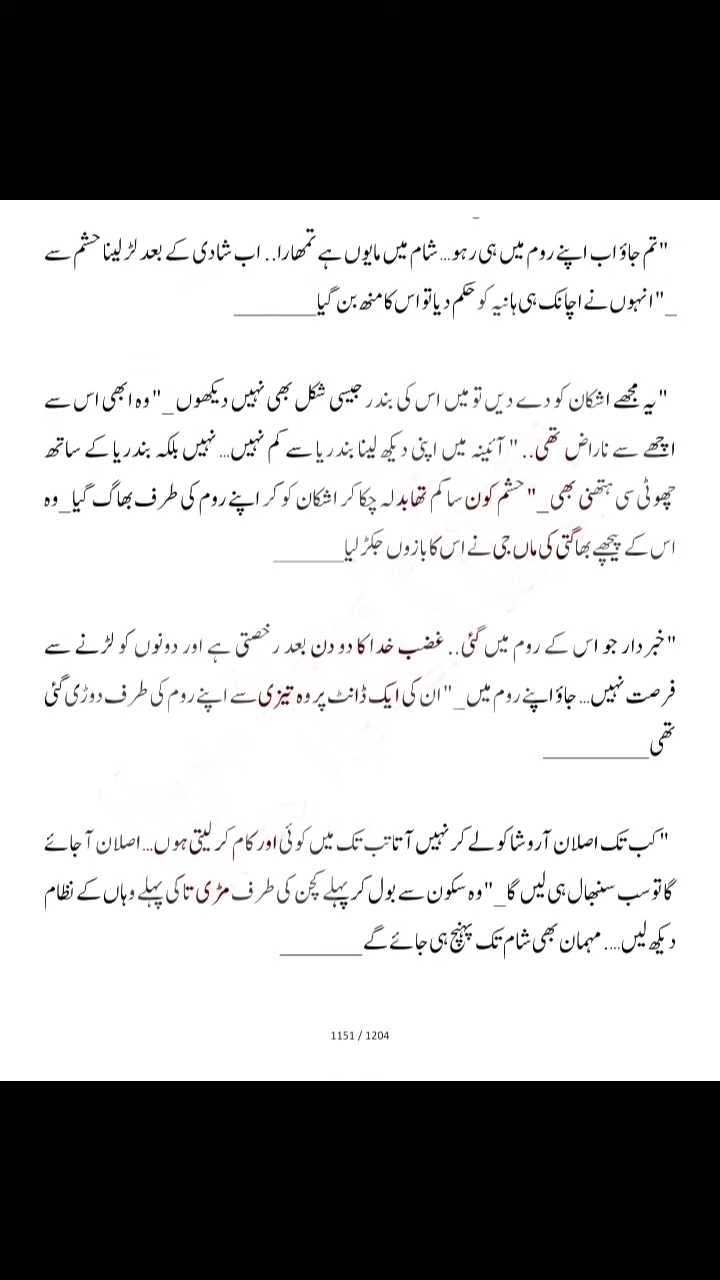 "تم جاؤ اب اپنے روم میں ہی رہو... شام میں مایوں ہے تمھارا.. اب شادی کے بعد لڑ لینا حشم سے
_"انہوں نے اچانک ہی ہانیہ کو حکم دیا تو اس کا منھ بن گیا________
"یہ مجھے اشکان کو دے دیں تو میں اس کی بندر جیسی شکل بھی نہیں دیکھوں_"وہ ابھی اس سے
اچھے سے ناراض تھی.. " آئینہ میں اپنی دیکھ لینا بندریا سے کم نہیں... نہیں بلکہ بندریا کے ساتھ
چھوٹی سی ہتھنی بھی_" حشم کون سا کم تھا بدلہ چکا کر اشکان کو کر اپنے روم کی طرف بھاگ گیا_وہ
اس کے پیچھے بھاگتی کی ماں جی نے اس کا بازوں جکڑ لیا_______
"خبردار جو اس کے روم میں گئی.. غضب خدا کا دو دن بعد رخصتی ہے اور دونوں کو لڑنے سے
فرصت نہیں... جاؤ اپنے روم میں_"ان کی ایک ڈانٹ پر وہ تیزی سے اپنے روم کی طرف دوڑی گئی
تھی__________
"کب تک اصلان آروشا کو لے کر نہیں آتا تب تک میں کوئی اور کام کر لیتی ہوں... اصلان آ جائے
گا تو سب سنبھال ہی لیں گا_"وہ سکون سے بول کر پہلے کچن کی طرف مڑی تا کی پہلے وہاں کے نظام
دیکھ لیں.... مہمان بھی شام تک پہنچ ہی جائے گے________
1151 / 1204